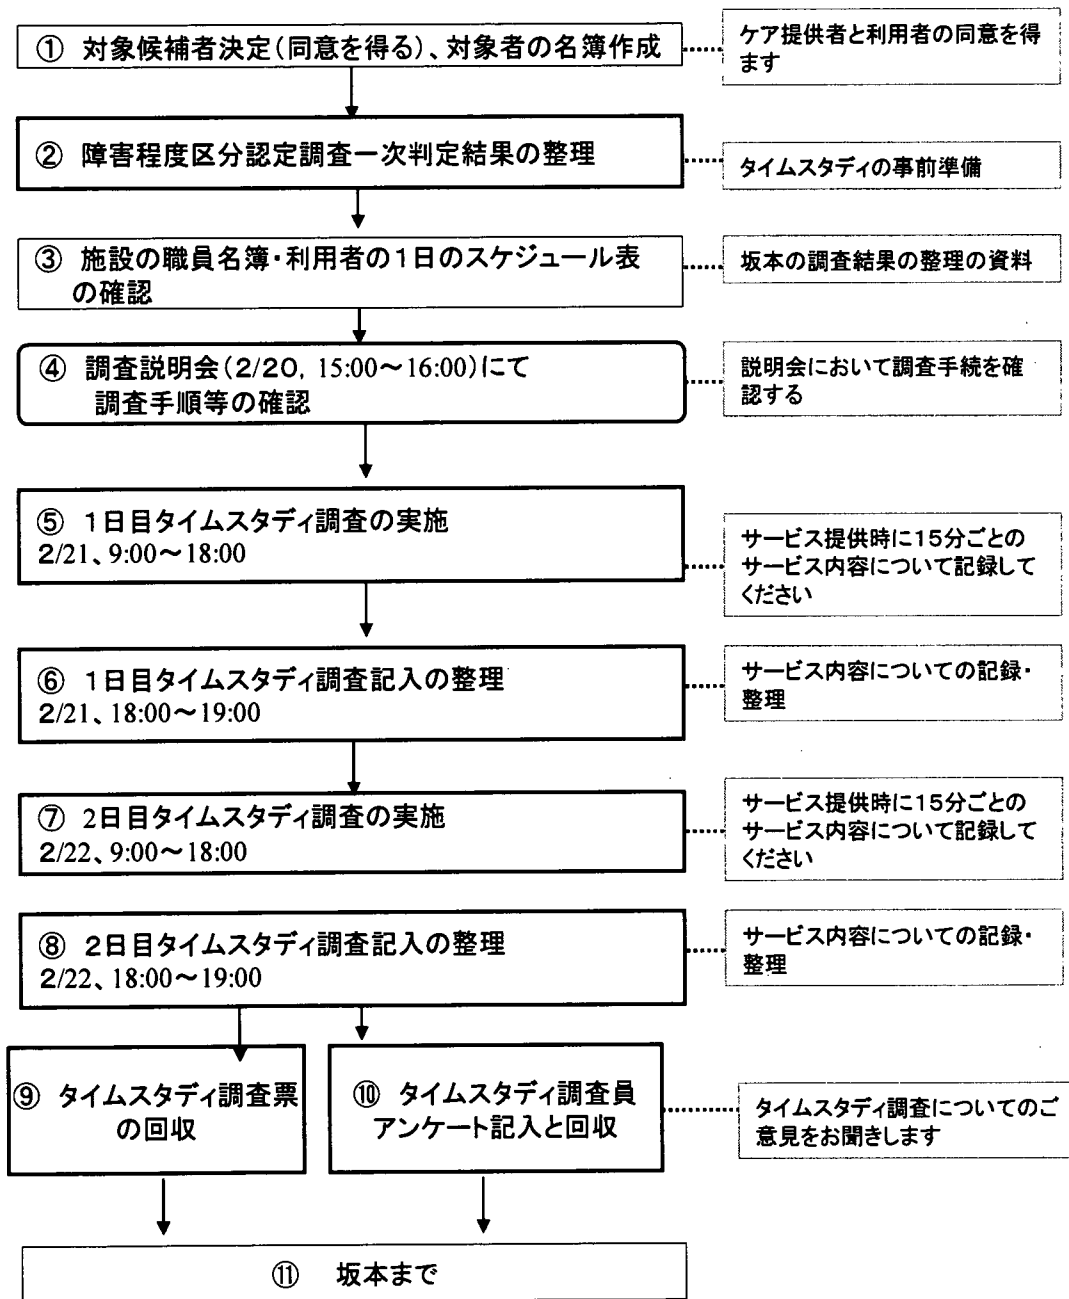 ① 対象候補者決定(同意を得る)、対象者の名簿作成
ケア提供者と利用者の同意を得
ます
② 障害程度区分認定調査一次判定結果の整理
タイムスタディの事前準備
③ 施設の職員名簿・利用者の1日のスケジュール表
の確認
坂本の調査結果の整理の資料
④ 調査説明会(2/20, 15:00~16:00)にて
調査手順等の確認
説明会において調査手続を確
認する
⑤ 1日目タイムスタディ調査の実施
2/21、9:00~18:00
サービス提供時に15分ごとの
サービス内容について記録して
ください
⑥ 1日目タイムスタディ調査記入の整理
2/21、18:00~19:00
サービス内容についての記録・
整理
⑦ 2日目タイムスタディ調査の実施
2/22、9:00~18:00
サービス提供時に15分ごとの
サービス内容について記録して
ください
⑧ 2日目タイムスタディ調査記入の整理
2/22、18:00~19:00
サービス内容についての記録・
整理
⑨ タイムスタディ調査票
の回収
⑩ タイムスタディ調査員
アンケート記入と回収
タイムスタディ調査についてのご
意見をお聞きします
⑪ 坂本まで